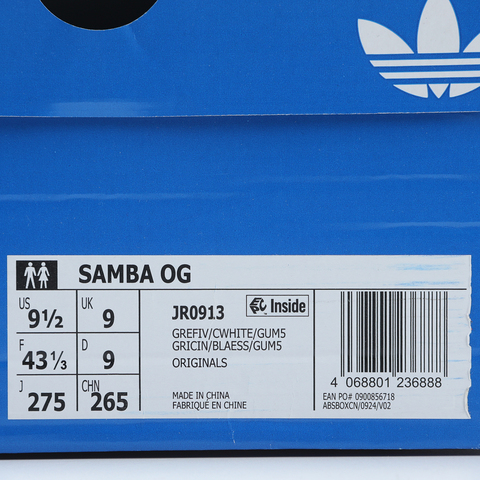 SAMBA OG
US 9½ UK 9
F 43⅓ D 9
J 275 CHN 265
JR0913 Inside
GREFIV/CWHITE/GUM5
GRICIN/BLAESS/GUM5
ORIGINALS
MADE IN CHINA
FABRIQUÉ EN CHINE
4 068801 236888
EAN PO# 0900856718
ABSBOXCN/0924/V02